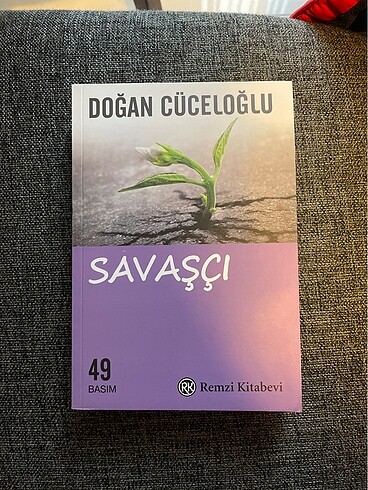 DOĞAN CÜCELOĞLU
SAVAŞÇI
49
BASIM
RK Remzi Kitabevi